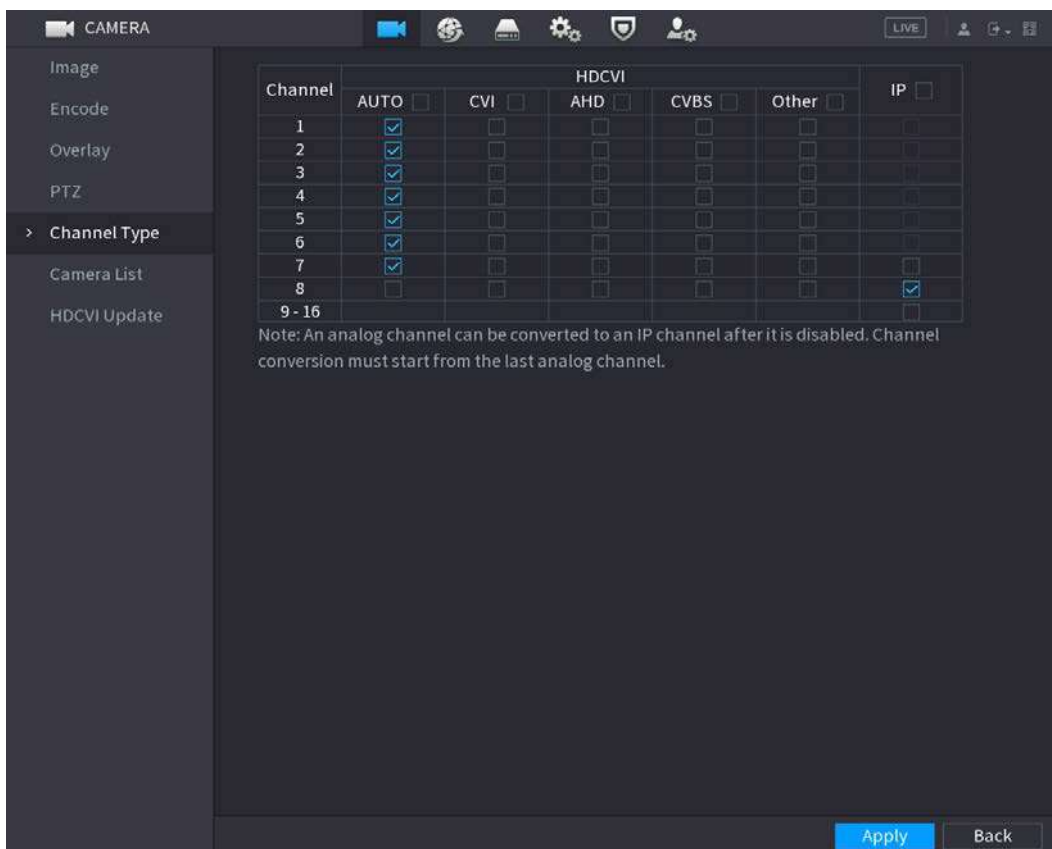 CAMERA
LIVE
Image
Encode
Overlay
PTZ
> Channel Type
Camera List
HDCVI Update
Channel HDCVI IP
AUTO CVI AHD CVBS Other
1
2
3
4
5
6
7
8
9 - 16
Note: An analog channel can be converted to an IP channel after it is disabled. Channel
conversion must start from the last analog channel.
Apply Back